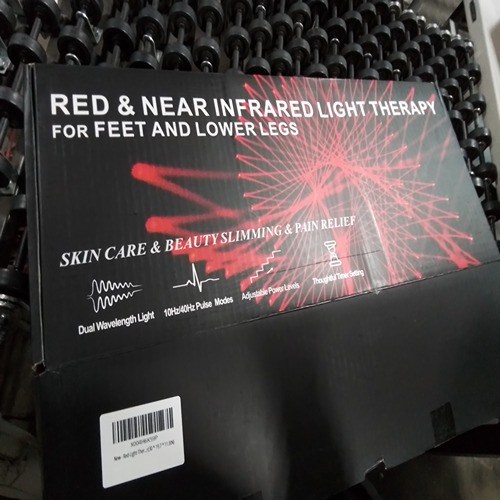 RED & NEAR INFRARED LIGHT THERAPY
FOR FEET AND LOWER LEGS
SKIN CARE & BEAUTY SLIMMING & PAIN RELIEF
Dual Wavelength Light
10Hz/40Hz Pulse Modes
Adjustable Power Levels
Thoughtful Timer Setting